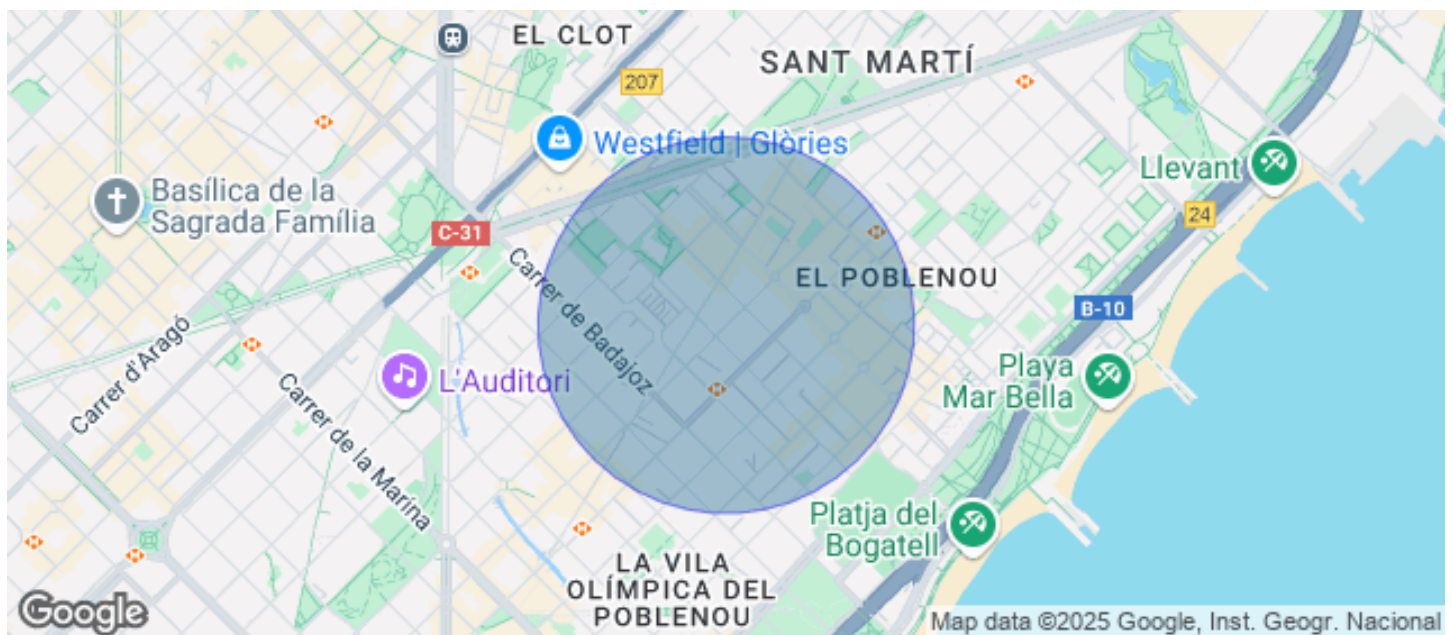 EL CLOT
SANT MARTÍ
207
Westfield | Glòries
Llevant
Basílica de la
Sagrada Família
24
C-31
Carrer de Badajoz
EL POBLENOU
B-10
Carrer d'Aragó
L'Auditori
Playa
Mar Bella
Carrer de la Marina
Platja del
Bogatell
LA VILA
OLÍMPICA DEL
POBLENOU
Google
Map data ©2025 Google, Inst. Geogr. Nacional